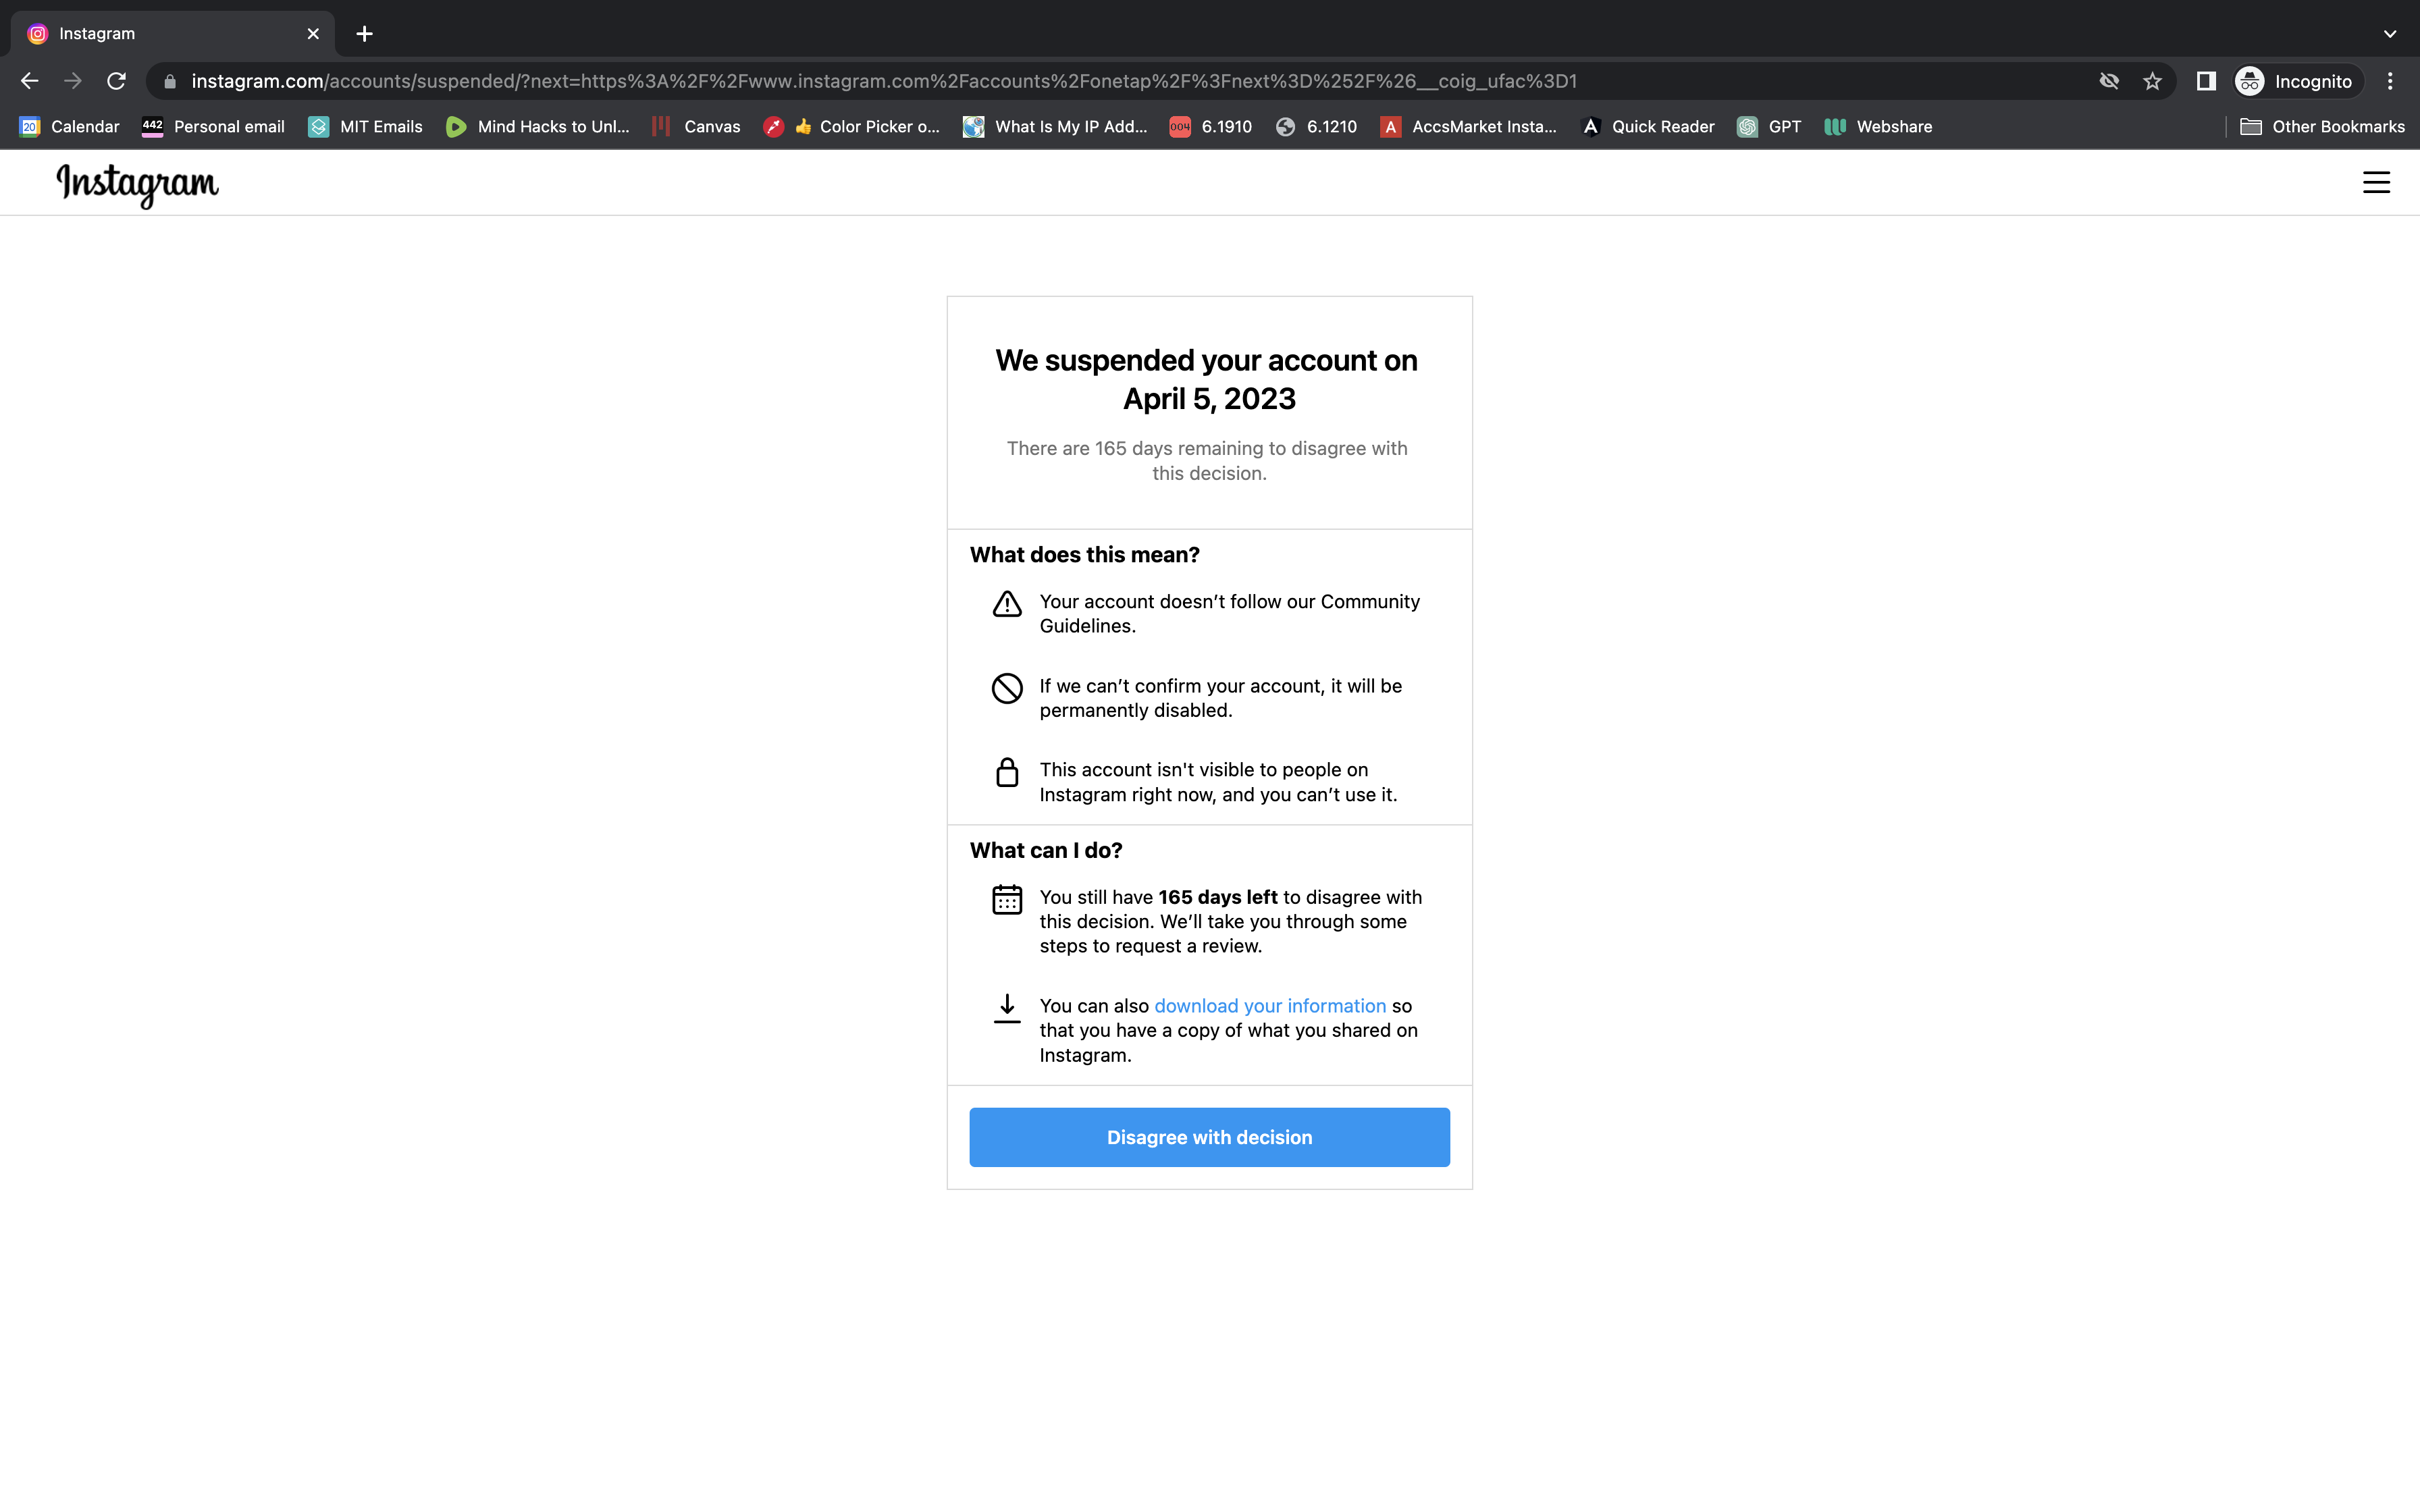 Instagram
instagram.com/accounts/suspended/?next=https%3A%2F%2Fwww.instagram.com%2Faccounts%2Fonetap%2F%3Fnext%3D%252F%26__coig_ufac%3D1
Incognito
20 Calendar 442 Personal email MIT Emails Mind Hacks to Unl... Canvas 👍 Color Picker o... What Is My IP Add... 004 6.1910 6.1210 A AccsMarket Insta... A Quick Reader GPT Webshare Other Bookmarks
Instagram
We suspended your account on
April 5, 2023
There are 165 days remaining to disagree with
this decision.
What does this mean?
Your account doesn’t follow our Community
Guidelines.
If we can’t confirm your account, it will be
permanently disabled.
This account isn't visible to people on
Instagram right now, and you can’t use it.
What can I do?
You still have 165 days left to disagree with
this decision. We’ll take you through some
steps to request a review.
You can also download your information so
that you have a copy of what you shared on
Instagram.
Disagree with decision